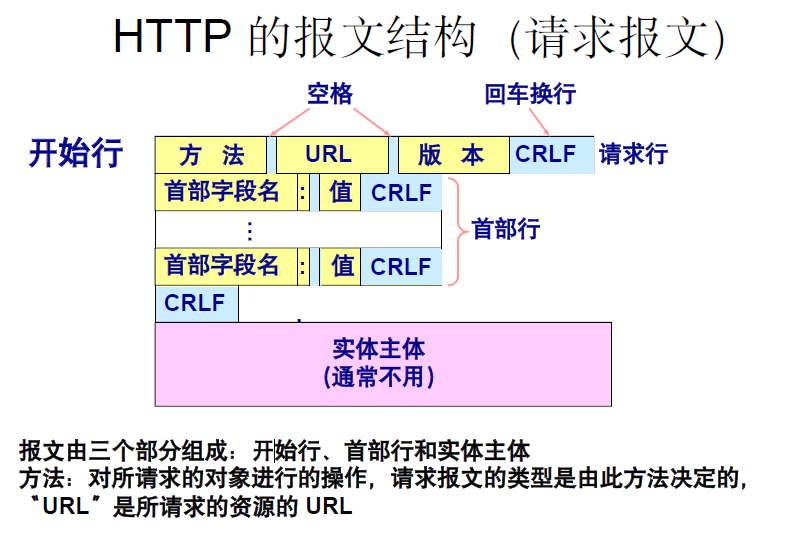 HTTP 的报文结构（请求报文）
空格
回车换行
开始行
方 法
URL
版 本
CRLF
请求行
首部字段名 : 值 CRLF
⋮
首部行
首部字段名 : 值 CRLF
CRLF
实体主体
(通常不用)
报文由三个部分组成：开始行、首部行和实体主体
方法：对所请求的对象进行的操作，请求报文的类型是由此方法决定的，
“URL”是所请求的资源的 URL